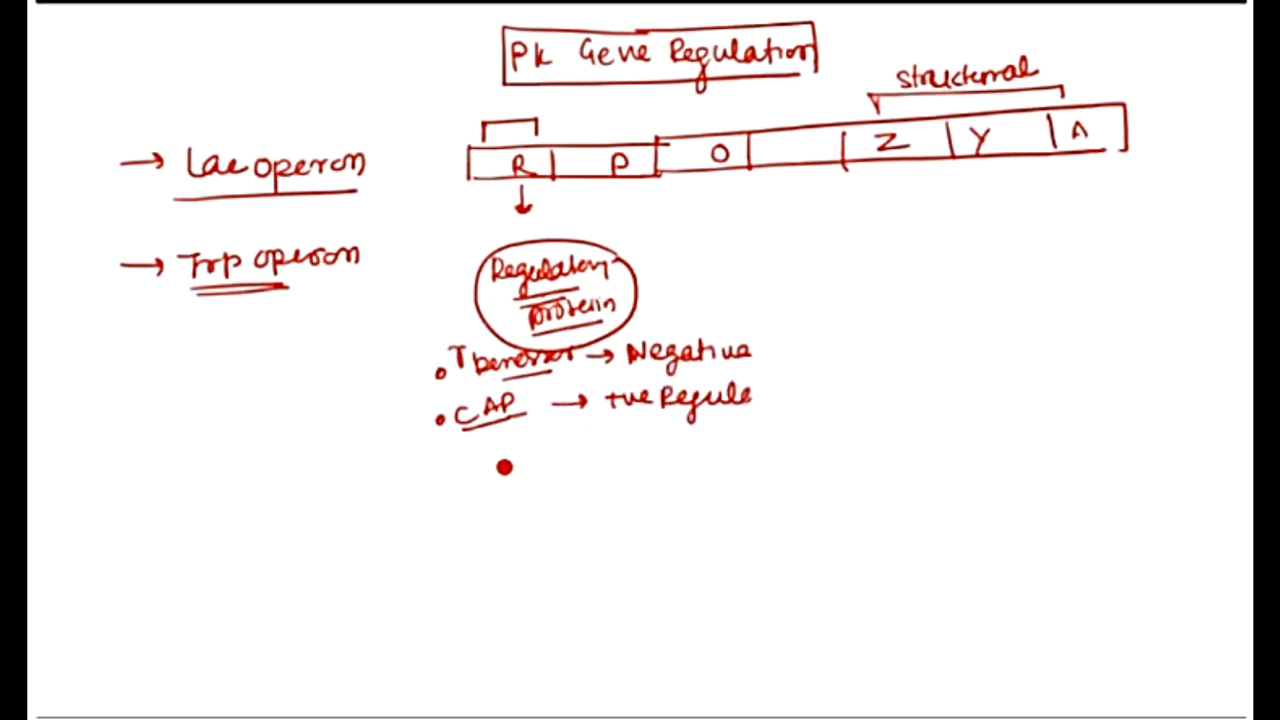 PK Gene Regulation
structural
→ Lac operon
R P O Z Y A
→ Trp operon
Regulatory
protein
• → Negative
• CAP → +ve Regule